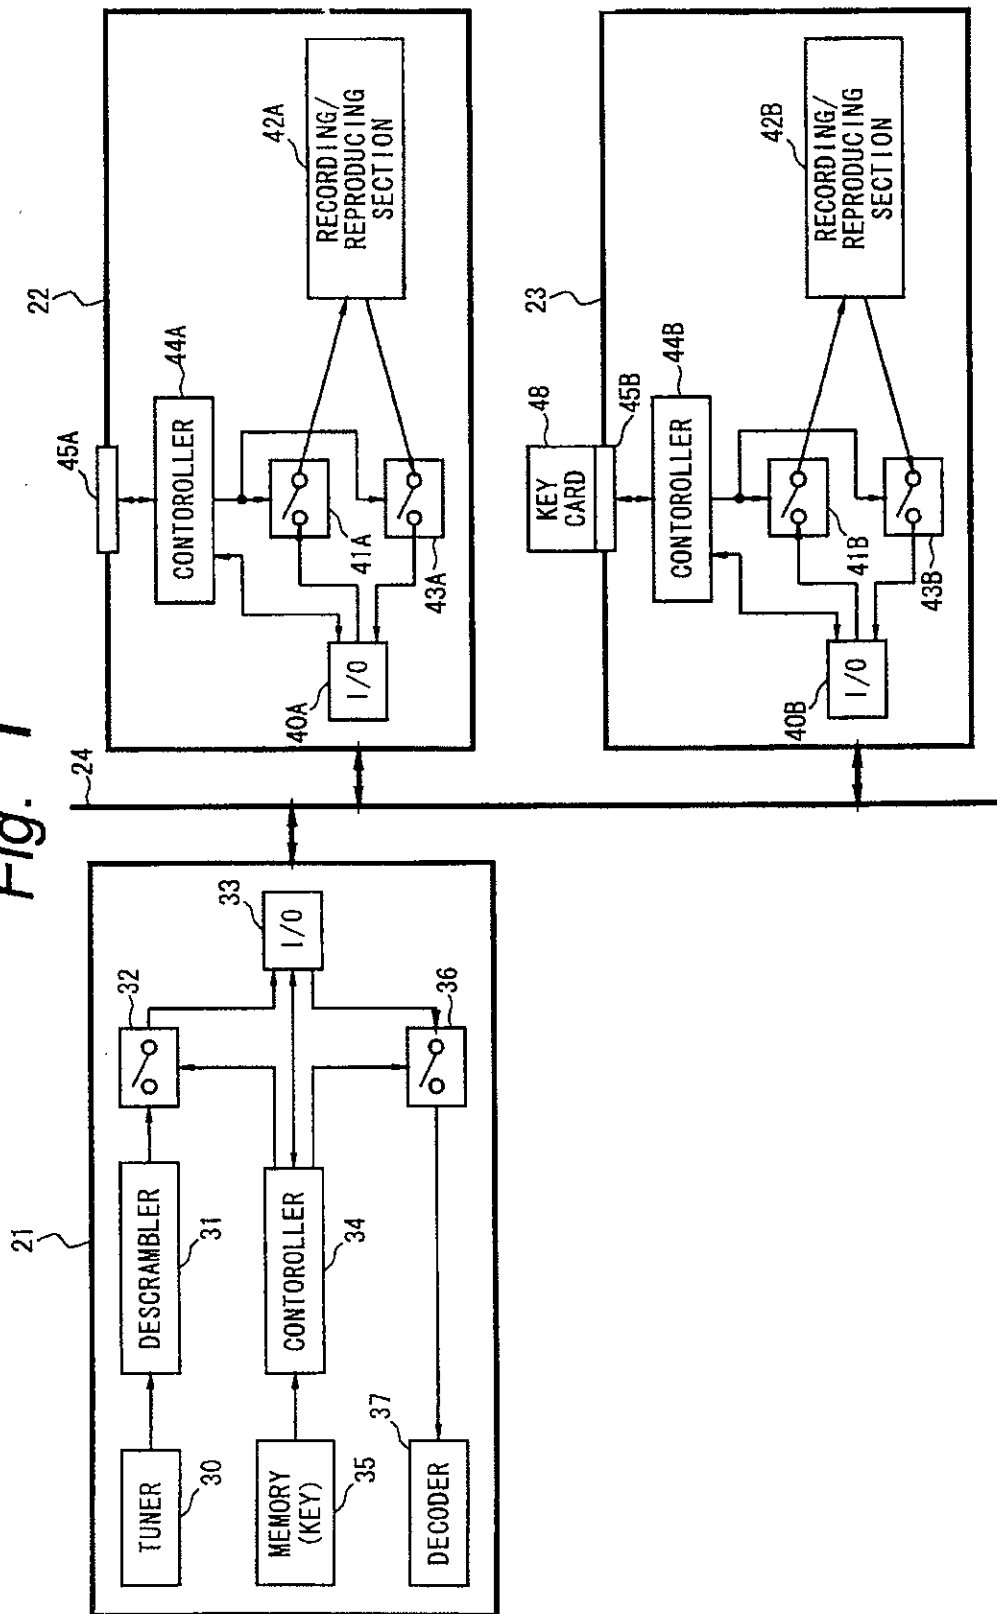 Fig. 1
21
TUNER
30
DESCRAMBLER
31
32
MEMORY
(KEY)
35
CONTOROLLER
34
I/O
33
DECODER
37
36
24
22
45A
CONTOROLLER
44A
I/O
40A
41A
43A
RECORDING/
REPRODUCING
SECTION
42A
23
KEY
CARD
48
45B
CONTOROLLER
44B
I/O
40B
41B
43B
RECORDING/
REPRODUCING
SECTION
42B